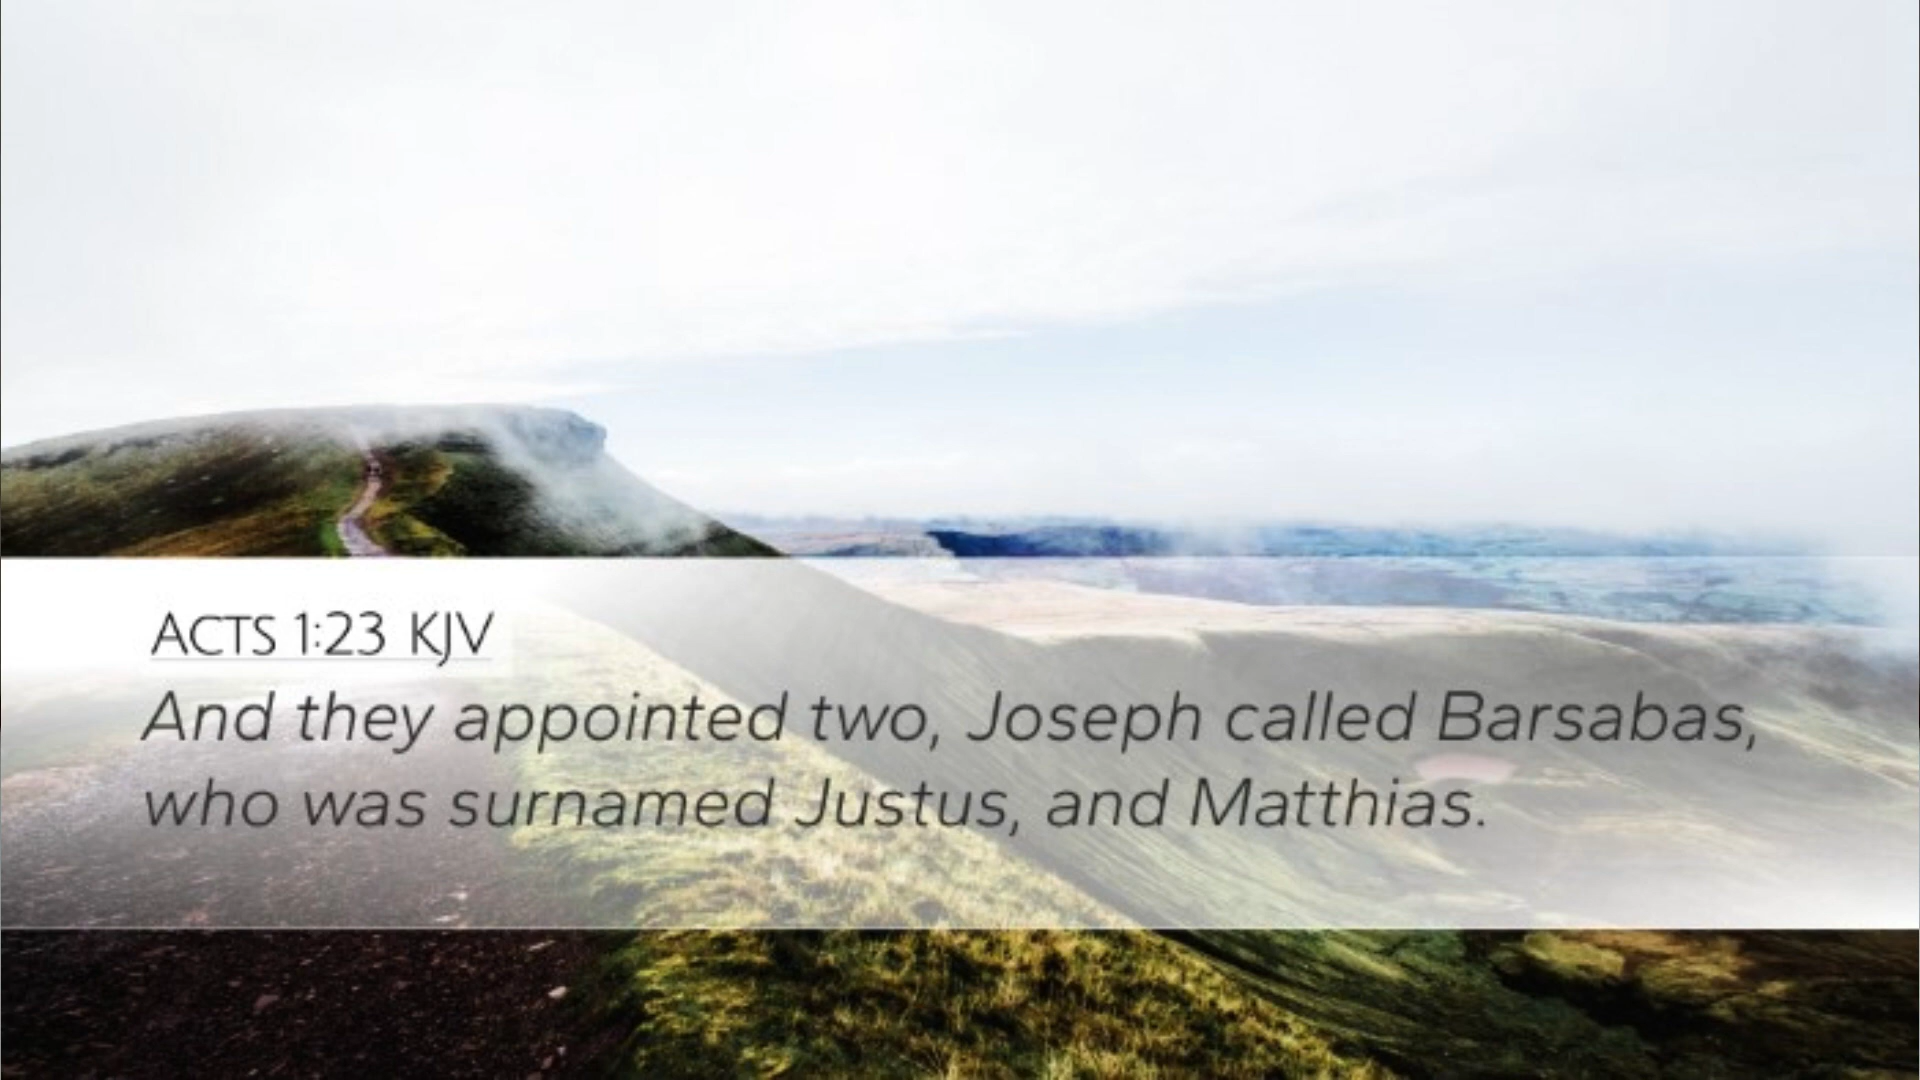 ACTS 1:23 KJV
And they appointed two, Joseph called Barsabas,
who was surnamed Justus, and Matthias.